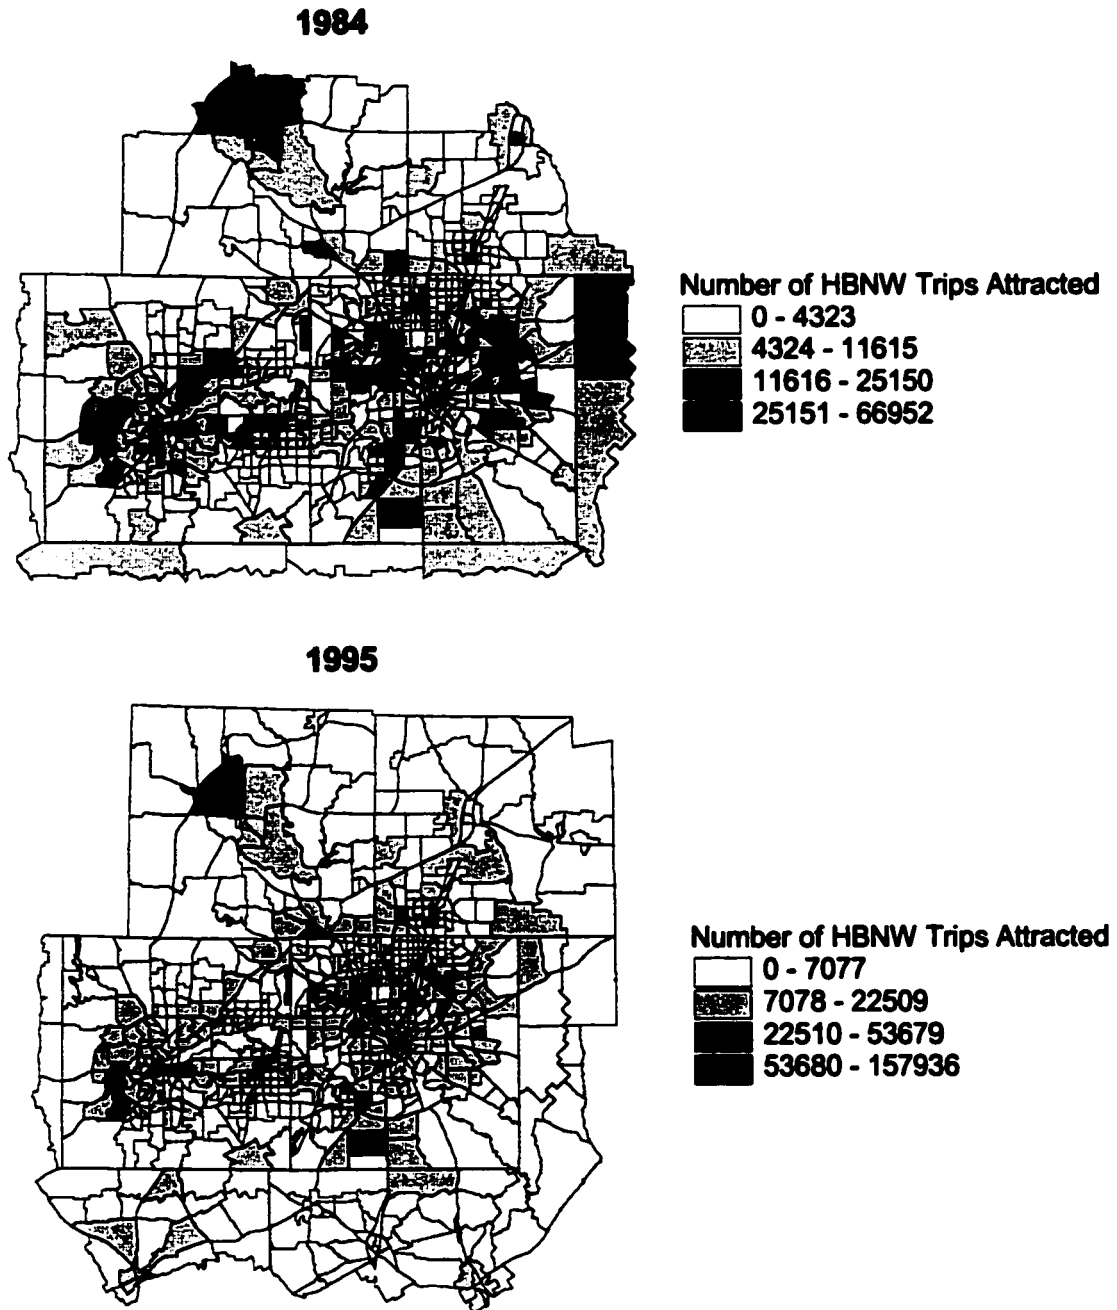 1984
Number of HBNW Trips Attracted
0 - 4323
4324 - 11615
11616 - 25150
25151 - 66952
1995
Number of HBNW Trips Attracted
0 - 7077
7078 - 22509
22510 - 53679
53680 - 157936